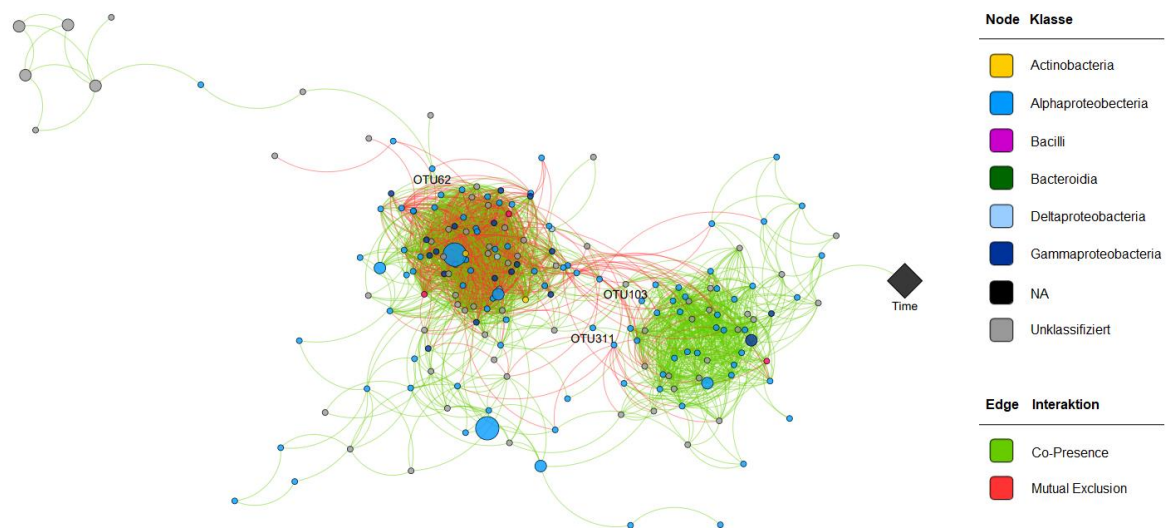 OTU62
OTU103
OTU311
Time
Node Klasse
Actinobacteria
Alphaproteobecteria
Bacilli
Bacteroidia
Deltaproteobacteria
Gammaproteobacteria
NA
Unklassifiziert
Edge Interaktion
Co-Presence
Mutual Exclusion